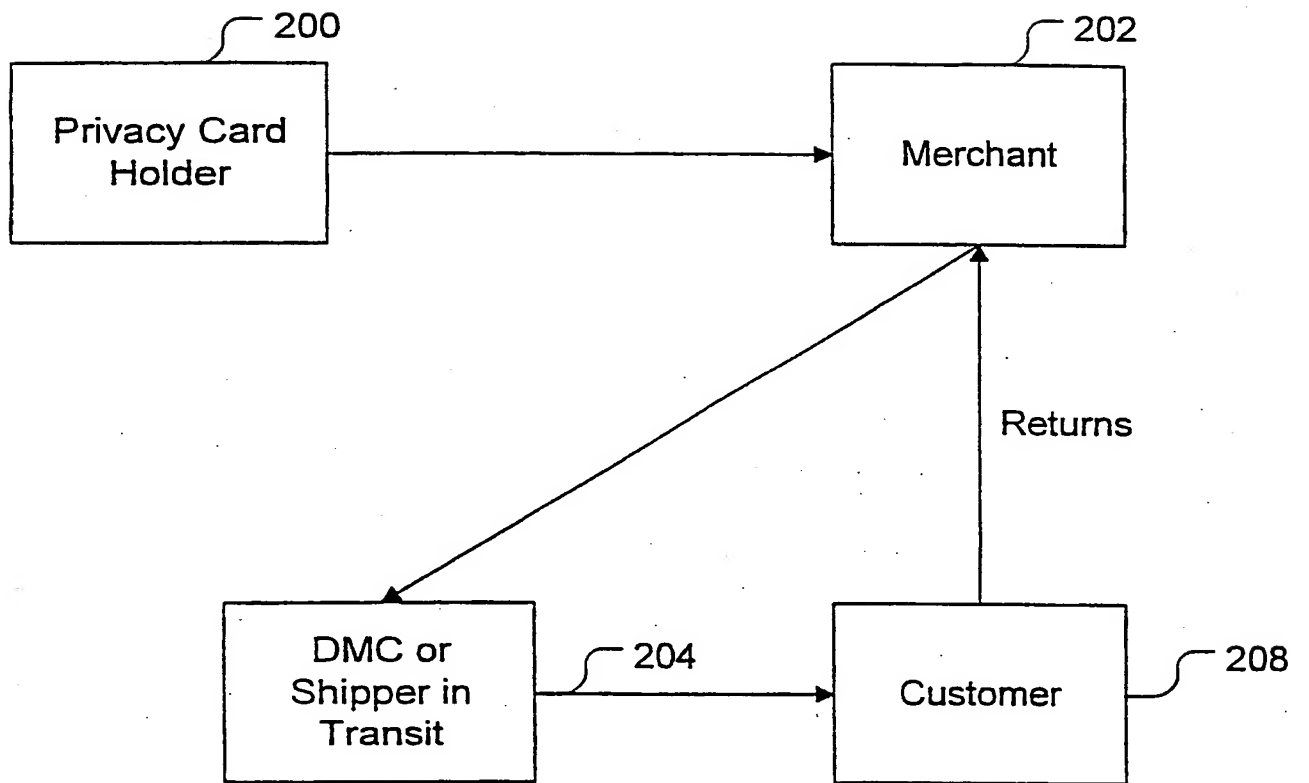 200
202
Privacy Card
Holder
Merchant
Returns
DMC or
Shipper in
Transit
204
Customer
208